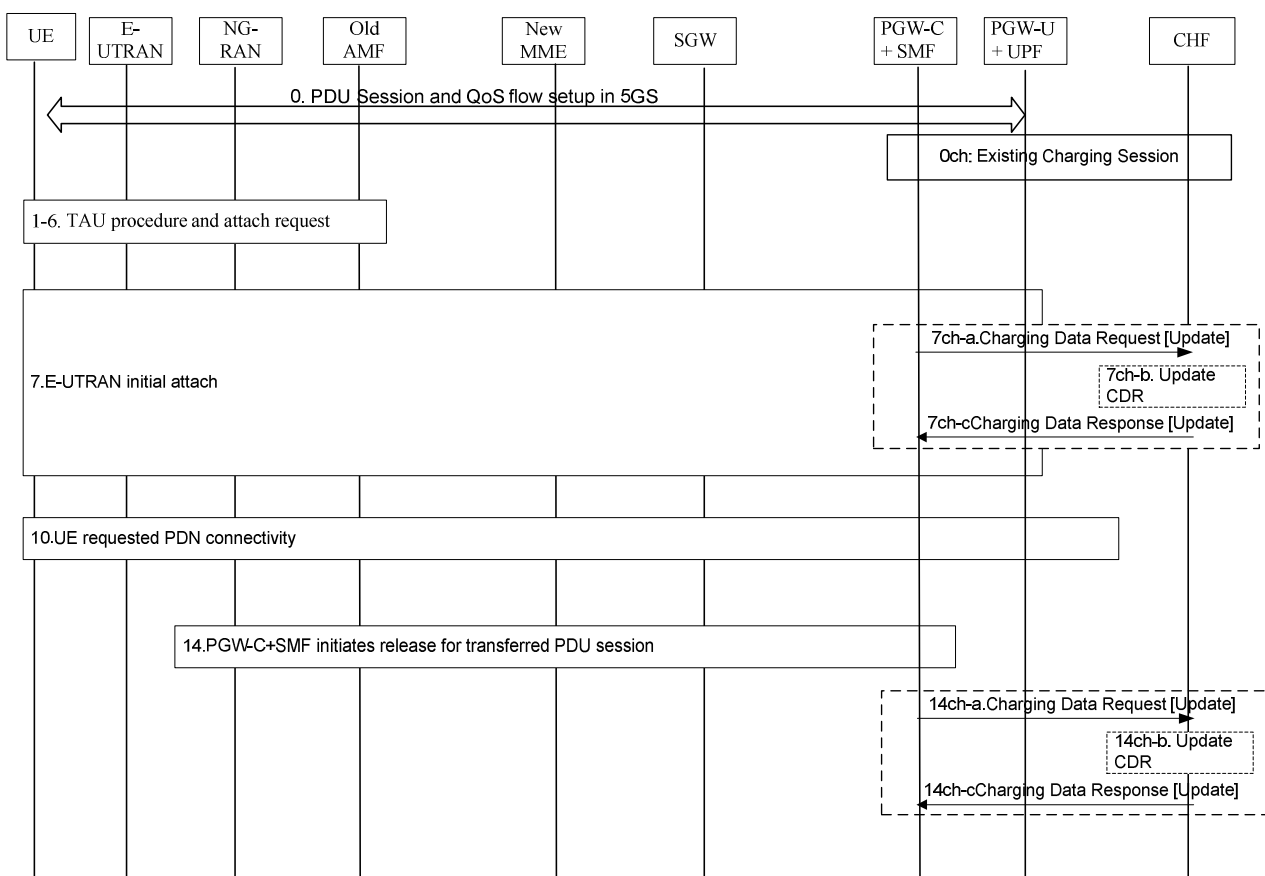 UE
E-
UTRAN
NG-
RAN
Old
AMF
New
MME
SGW
PGW-C
+ SMF
PGW-U
+ UPF
CHF
0. PDU Session and QoS flow setup in 5GS
0ch: Existing Charging Session
1-6. TAU procedure and attach request
7ch-a.Charging Data Request [Update]
7.E-UTRAN initial attach
7ch-b. Update
CDR
7ch-cCharging Data Response [Update]
10.UE requested PDN connectivity
14.PGW-C+SMF initiates release for transferred PDU session
14ch-a.Charging Data Request [Update]
14ch-b. Update
CDR
14ch-cCharging Data Response [Update]